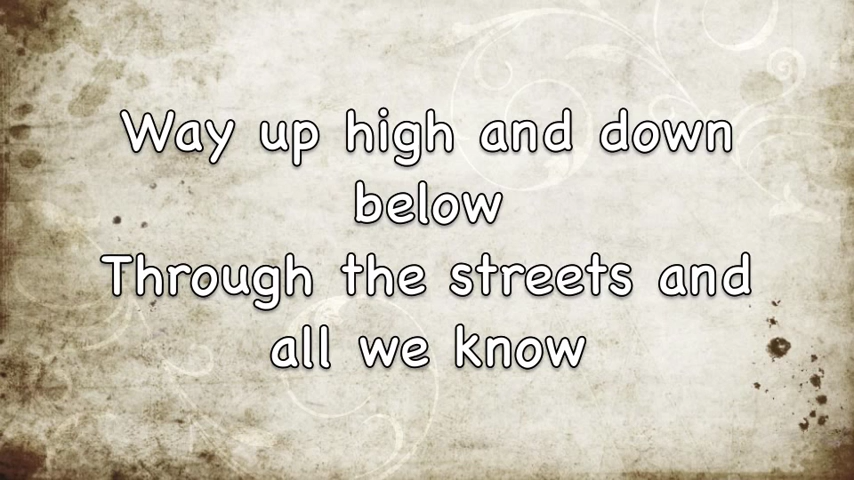 Way up high and down
below
Through the streets and
all we know